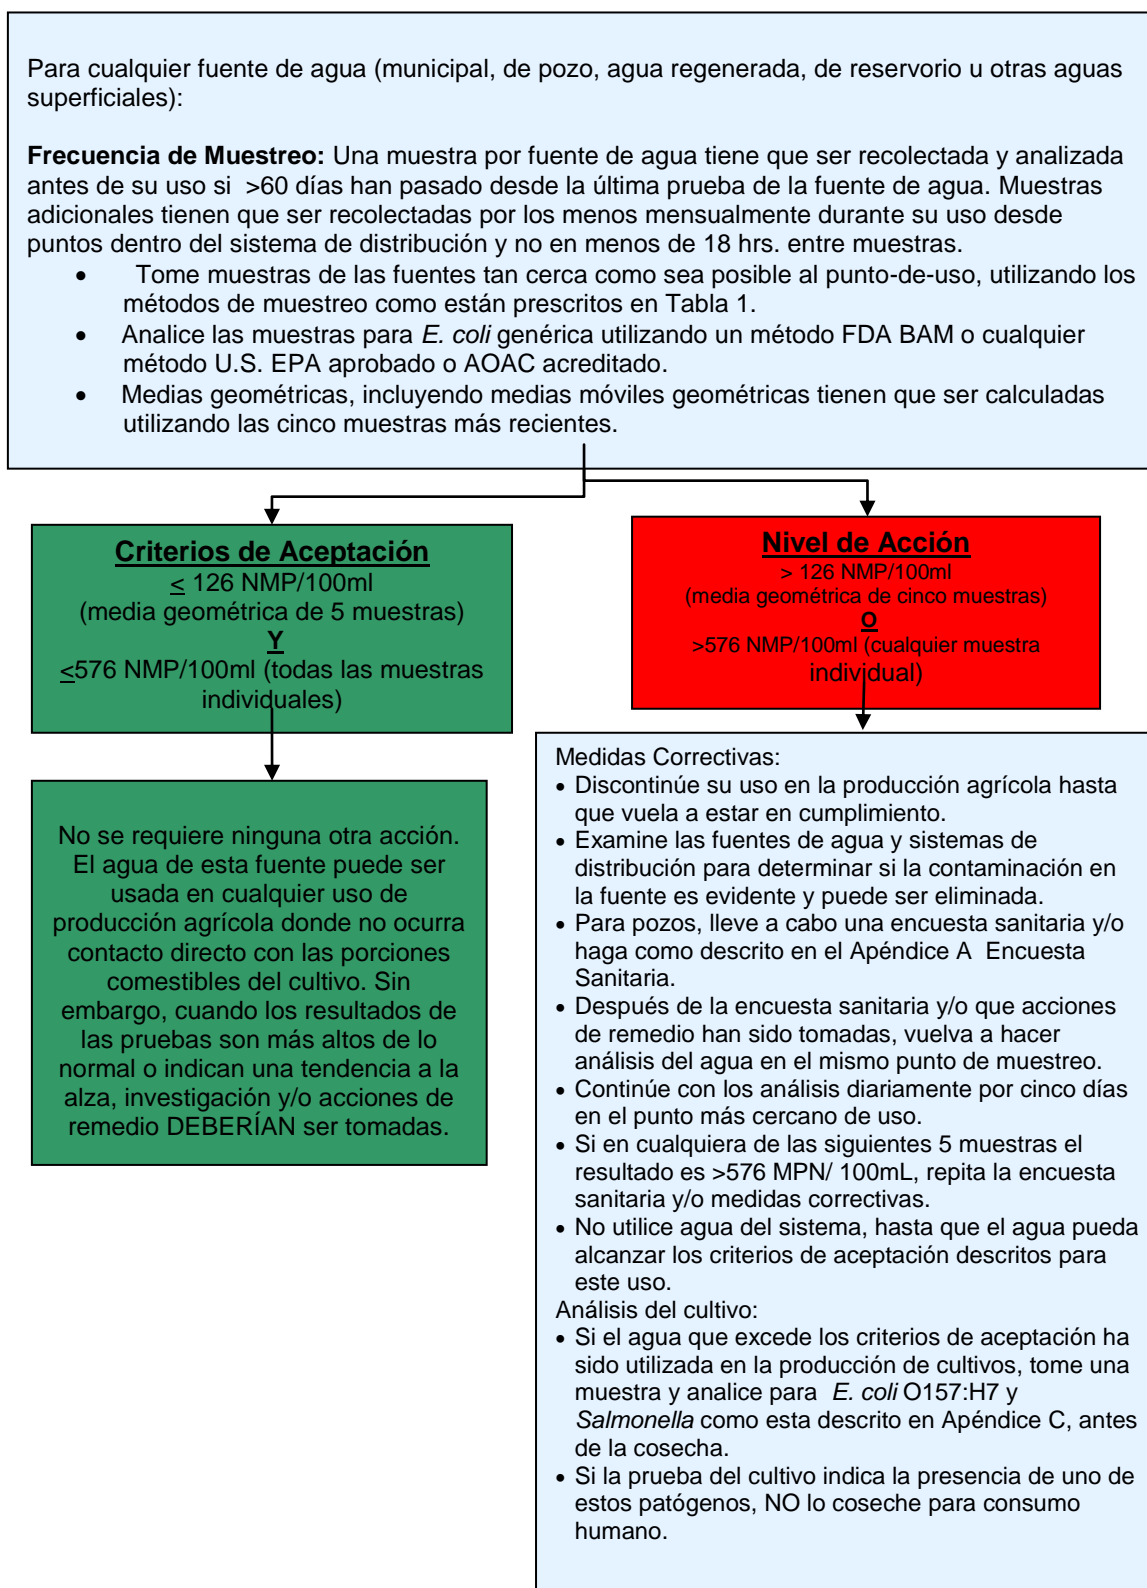 Para cualquier fuente de agua (municipal, de pozo, agua regenerada, de reservorio u otras aguas
superficiales):
Frecuencia de Muestreo: Una muestra por fuente de agua tiene que ser recolectada y analizada
antes de su uso si >60 días han pasado desde la última prueba de la fuente de agua. Muestras
adicionales tienen que ser recolectadas por los menos mensualmente durante su uso desde
puntos dentro del sistema de distribución y no en menos de 18 hrs. entre muestras.
• Tome muestras de las fuentes tan cerca como sea posible al punto-de-uso, utilizando los
métodos de muestreo como están prescritos en Tabla 1.
• Analice las muestras para E. coli genérica utilizando un método FDA BAM o cualquier
método U.S. EPA aprobado o AOAC acreditado.
• Medias geométricas, incluyendo medias móviles geométricas tienen que ser calculadas
utilizando las cinco muestras más recientes.
Criterios de Aceptación
≤ 126 NMP/100ml
(media geométrica de 5 muestras)
Y
≤576 NMP/100ml (todas las muestras
individuales)
Nivel de Acción
> 126 NMP/100ml
(media geométrica de cinco muestras)
O
>576 NMP/100ml (cualquier muestra
individual)
No se requiere ninguna otra acción.
El agua de esta fuente puede ser
usada en cualquier uso de
producción agrícola donde no ocurra
contacto directo con las porciones
comestibles del cultivo. Sin
embargo, cuando los resultados de
las pruebas son más altos de lo
normal o indican una tendencia a la
alza, investigación y/o acciones de
remedio DEBERÍAN ser tomadas.
Medidas Correctivas:
• Discontinúe su uso en la producción agrícola hasta
que vuela a estar en cumplimiento.
• Examine las fuentes de agua y sistemas de
distribución para determinar si la contaminación en
la fuente es evidente y puede ser eliminada.
• Para pozos, lleve a cabo una encuesta sanitaria y/o
haga como descrito en el Apéndice A Encuesta
Sanitaria.
• Después de la encuesta sanitaria y/o que acciones
de remedio han sido tomadas, vuelva a hacer
análisis del agua en el mismo punto de muestreo.
• Continúe con los análisis diariamente por cinco días
en el punto más cercano de uso.
• Si en cualquiera de las siguientes 5 muestras el
resultado es >576 MPN/ 100mL, repita la encuesta
sanitaria y/o medidas correctivas.
• No utilice agua del sistema, hasta que el agua pueda
alcanzar los criterios de aceptación descritos para
este uso.
Análisis del cultivo:
• Si el agua que excede los criterios de aceptación ha
sido utilizada en la producción de cultivos, tome una
muestra y analice para E. coli O157:H7 y
Salmonella como esta descrito en Apéndice C, antes
de la cosecha.
• Si la prueba del cultivo indica la presencia de uno de
estos patógenos, NO lo coseche para consumo
humano.